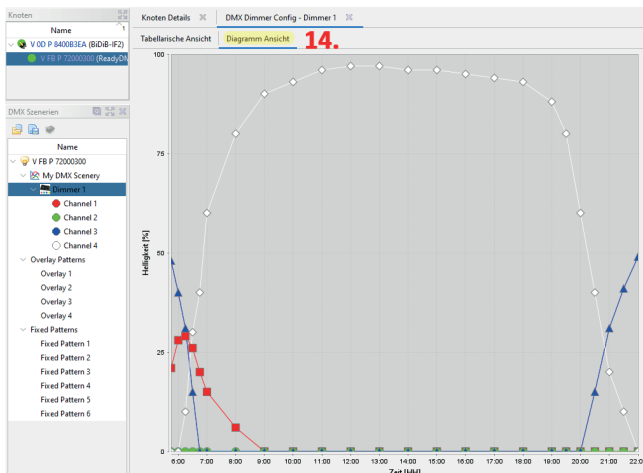 Knoten
Name
V 0D P 8400B3EA (BiDiB-IF2)
V FB P 72000300 (ReadyDM
DMX Szenerien
Name
V FB P 72000300
My DMX Scenery
Dimmer 1
Channel 1
Channel 2
Channel 3
Channel 4
Overlay Patterns
Overlay 1
Overlay 2
Overlay 3
Overlay 4
Fixed Patterns
Fixed Pattern 1
Fixed Pattern 2
Fixed Pattern 3
Fixed Pattern 4
Fixed Pattern 5
Fixed Pattern 6
Knoten Details
DMX Dimmer Config - Dimmer 1
Tabellarische Ansicht
Diagramm Ansicht
14.
100
75
50
25
0
Helligkeit [%]
6:00 7:00 8:00 9:00 10:00 11:00 12:00 13:00 14:00 15:00 16:00 17:00 18:00 19:00 20:00 21:00 22:0
Zeit [HH]